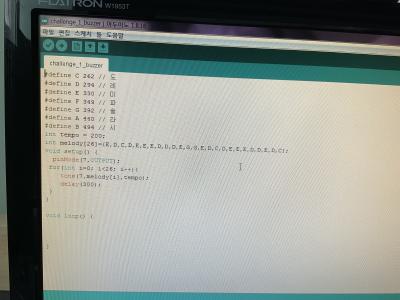 FLATRON W1953T
challenge_1_buzzer | 아두이노 1.8.
파일 편집 스케치 툴 도움말
challenge_1_buzzer
#define C 262 // 도
#define D 294 // 레
#define E 330 // 미
#define F 349 // 파
#define G 392 // 솔
#define A 440 // 라
#define B 494 // 시
int tempo = 200;
int melody[26]={E,D,C,D,E,E,E,D,D,D,E,G,G,E,D,C,D,E,E,E,D,D,E,D,C};
void setup() {
pinMode(7,OUTPUT);
for(int i=0; i<26; i++){
tone(7,melody[i],tempo);
delay(300);
}
}
void loop() {
}